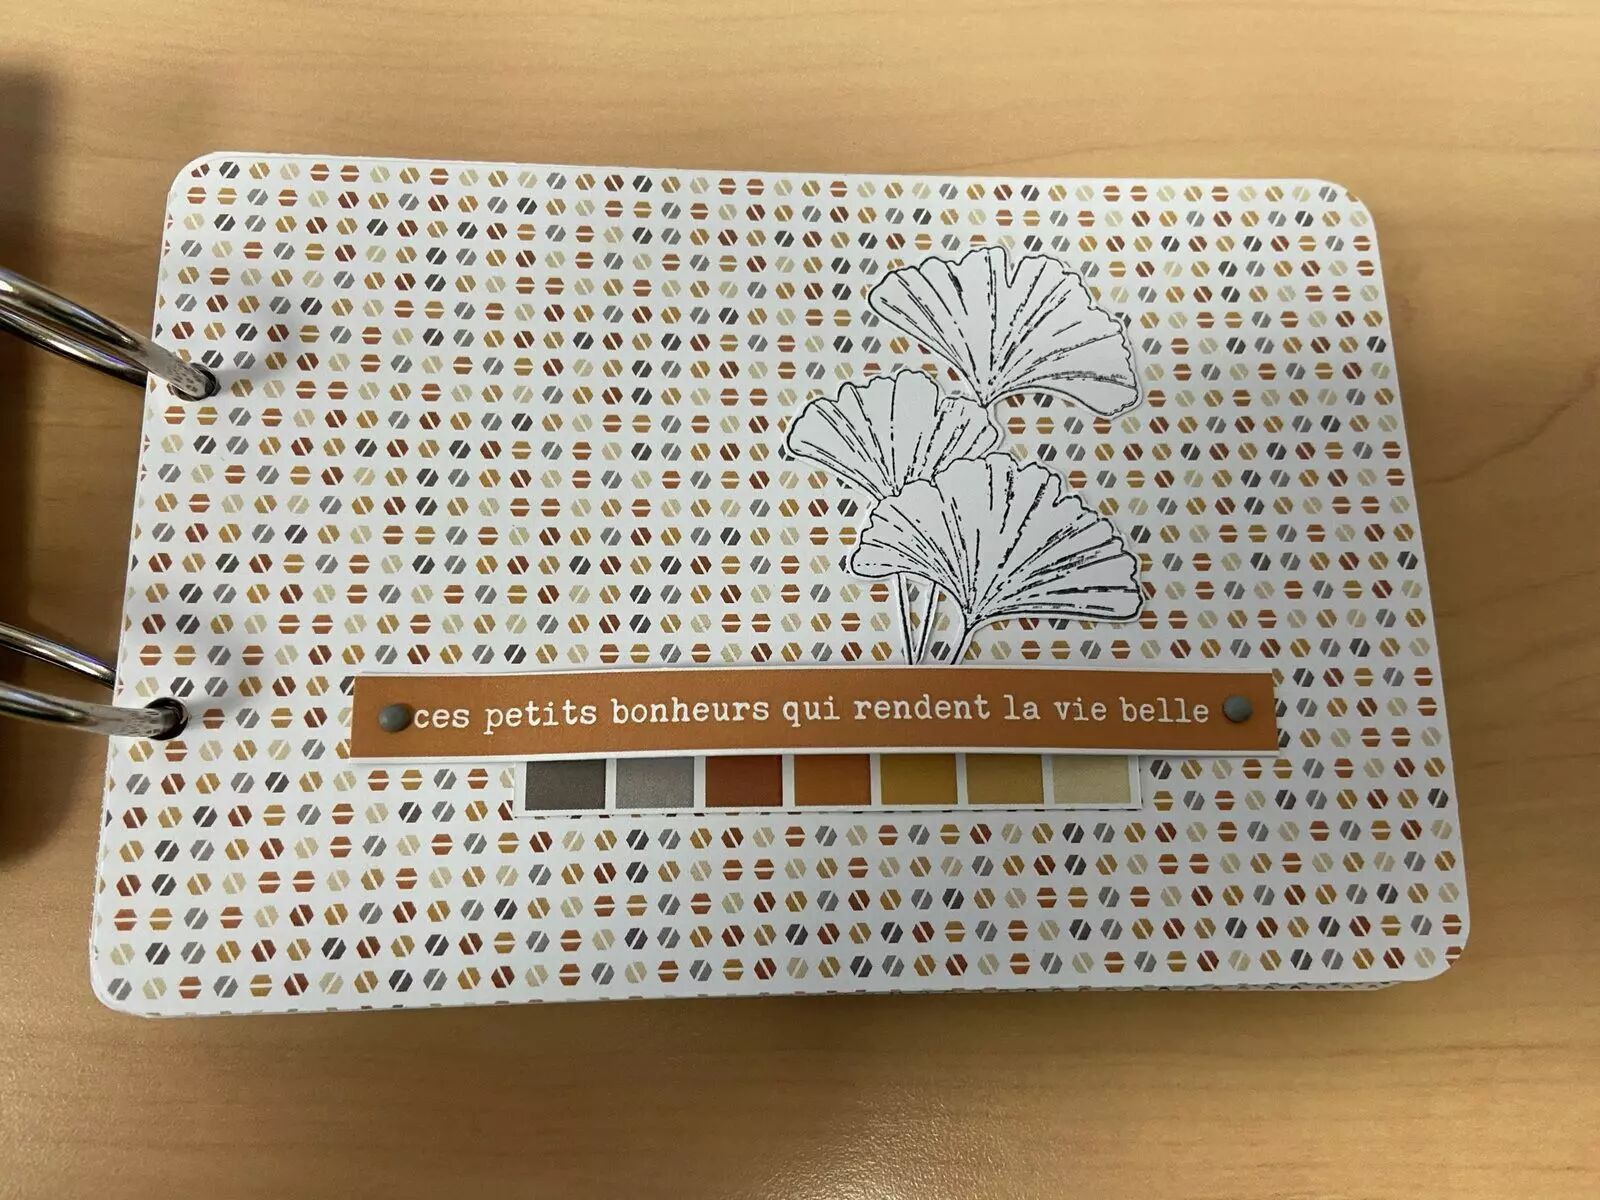 ces petits bonheurs qui rendent la vie belle